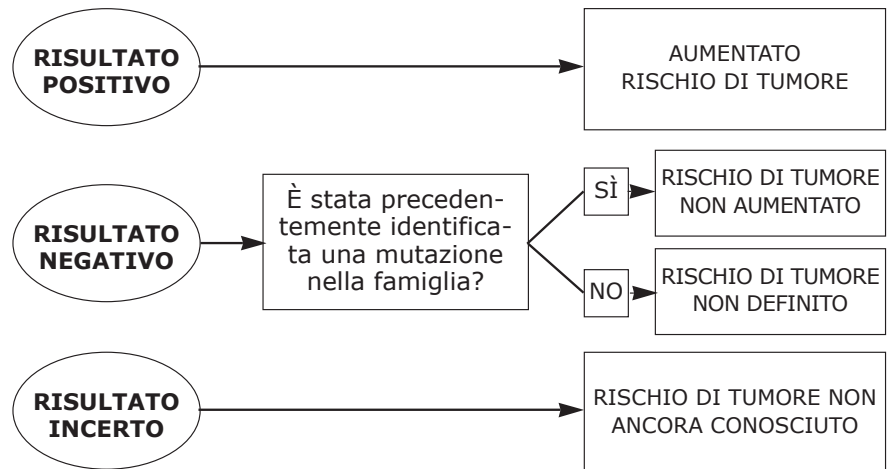 RISULTATO
POSITIVO
AUMENTATO
RISCHIO DI TUMORE
RISULTATO
NEGATIVO
È stata preceden-
temente identifica-
ta una mutazione
nella famiglia?
SÌ
RISCHIO DI TUMORE
NON AUMENTATO
NO
RISCHIO DI TUMORE
NON DEFINITO
RISULTATO
INCERTO
RISCHIO DI TUMORE NON
ANCORA CONOSCIUTO